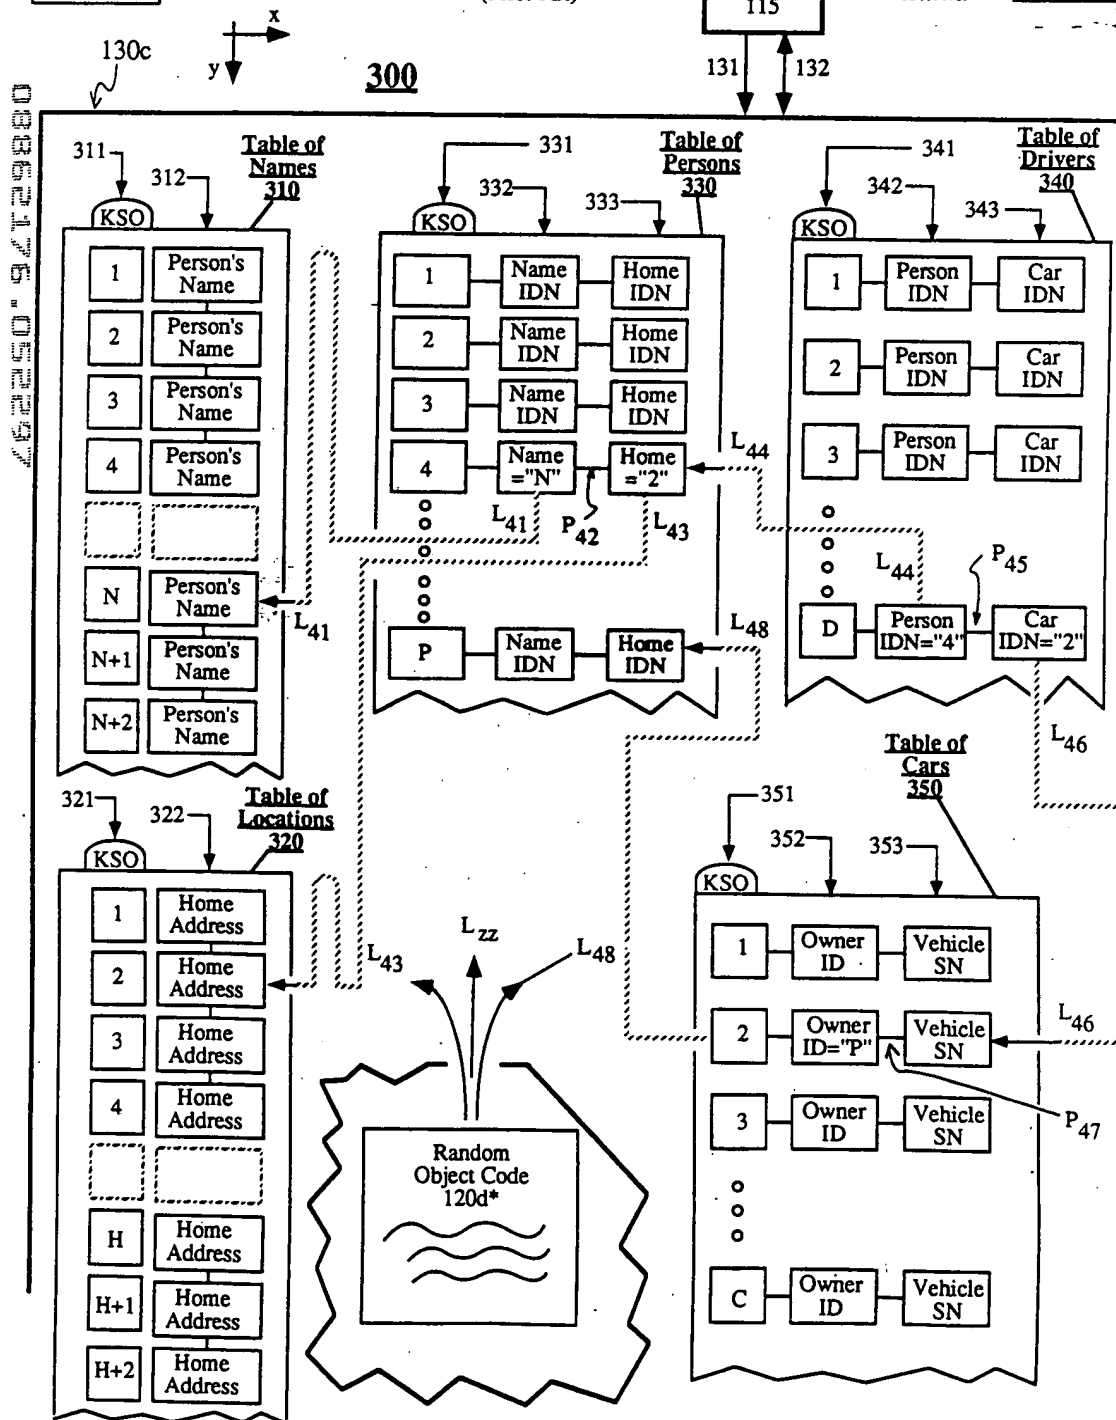 115
x
y
130c
300
131
132
08862176.052297
311
312
Table of
Names
310
KSO
1
Person's
Name
2
Person's
Name
3
Person's
Name
4
Person's
Name
N
Person's
Name
N+1
Person's
Name
N+2
Person's
Name
L41
331
332
333
Table of
Persons
330
KSO
1
Name
IDN
Home
IDN
2
Name
IDN
Home
IDN
3
Name
IDN
Home
IDN
4
Name
="N"
Home
="2"
L41
P42
L43
P
Name
IDN
Home
IDN
L44
L48
341
342
343
Table of
Drivers
340
KSO
1
Person
IDN
Car
IDN
2
Person
IDN
Car
IDN
3
Person
IDN
Car
IDN
L44
P45
D
Person
IDN="4"
Car
IDN="2"
L46
321
322
Table of
Locations
320
KSO
1
Home
Address
2
Home
Address
3
Home
Address
4
Home
Address
H
Home
Address
H+1
Home
Address
H+2
Home
Address
L43
Lzz
L48
Random
Object Code
120d*
351
352
353
Table of
Cars
350
KSO
1
Owner
ID
Vehicle
SN
2
Owner
ID="P"
Vehicle
SN
L46
3
Owner
ID
Vehicle
SN
P47
C
Owner
ID
Vehicle
SN